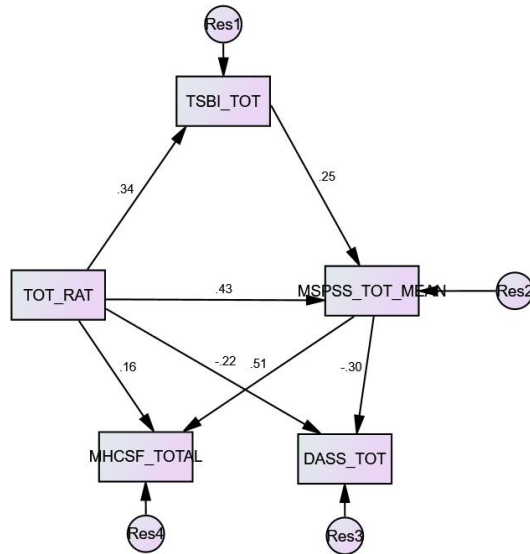 Res1
TSBI_TOT
.34
.25
TOT_RAT
.43
MSPSS_TOT_MEAN
Res2
.16
-.22
.51
-.30
MHCSF_TOTAL
DASS_TOT
Res4
Res3